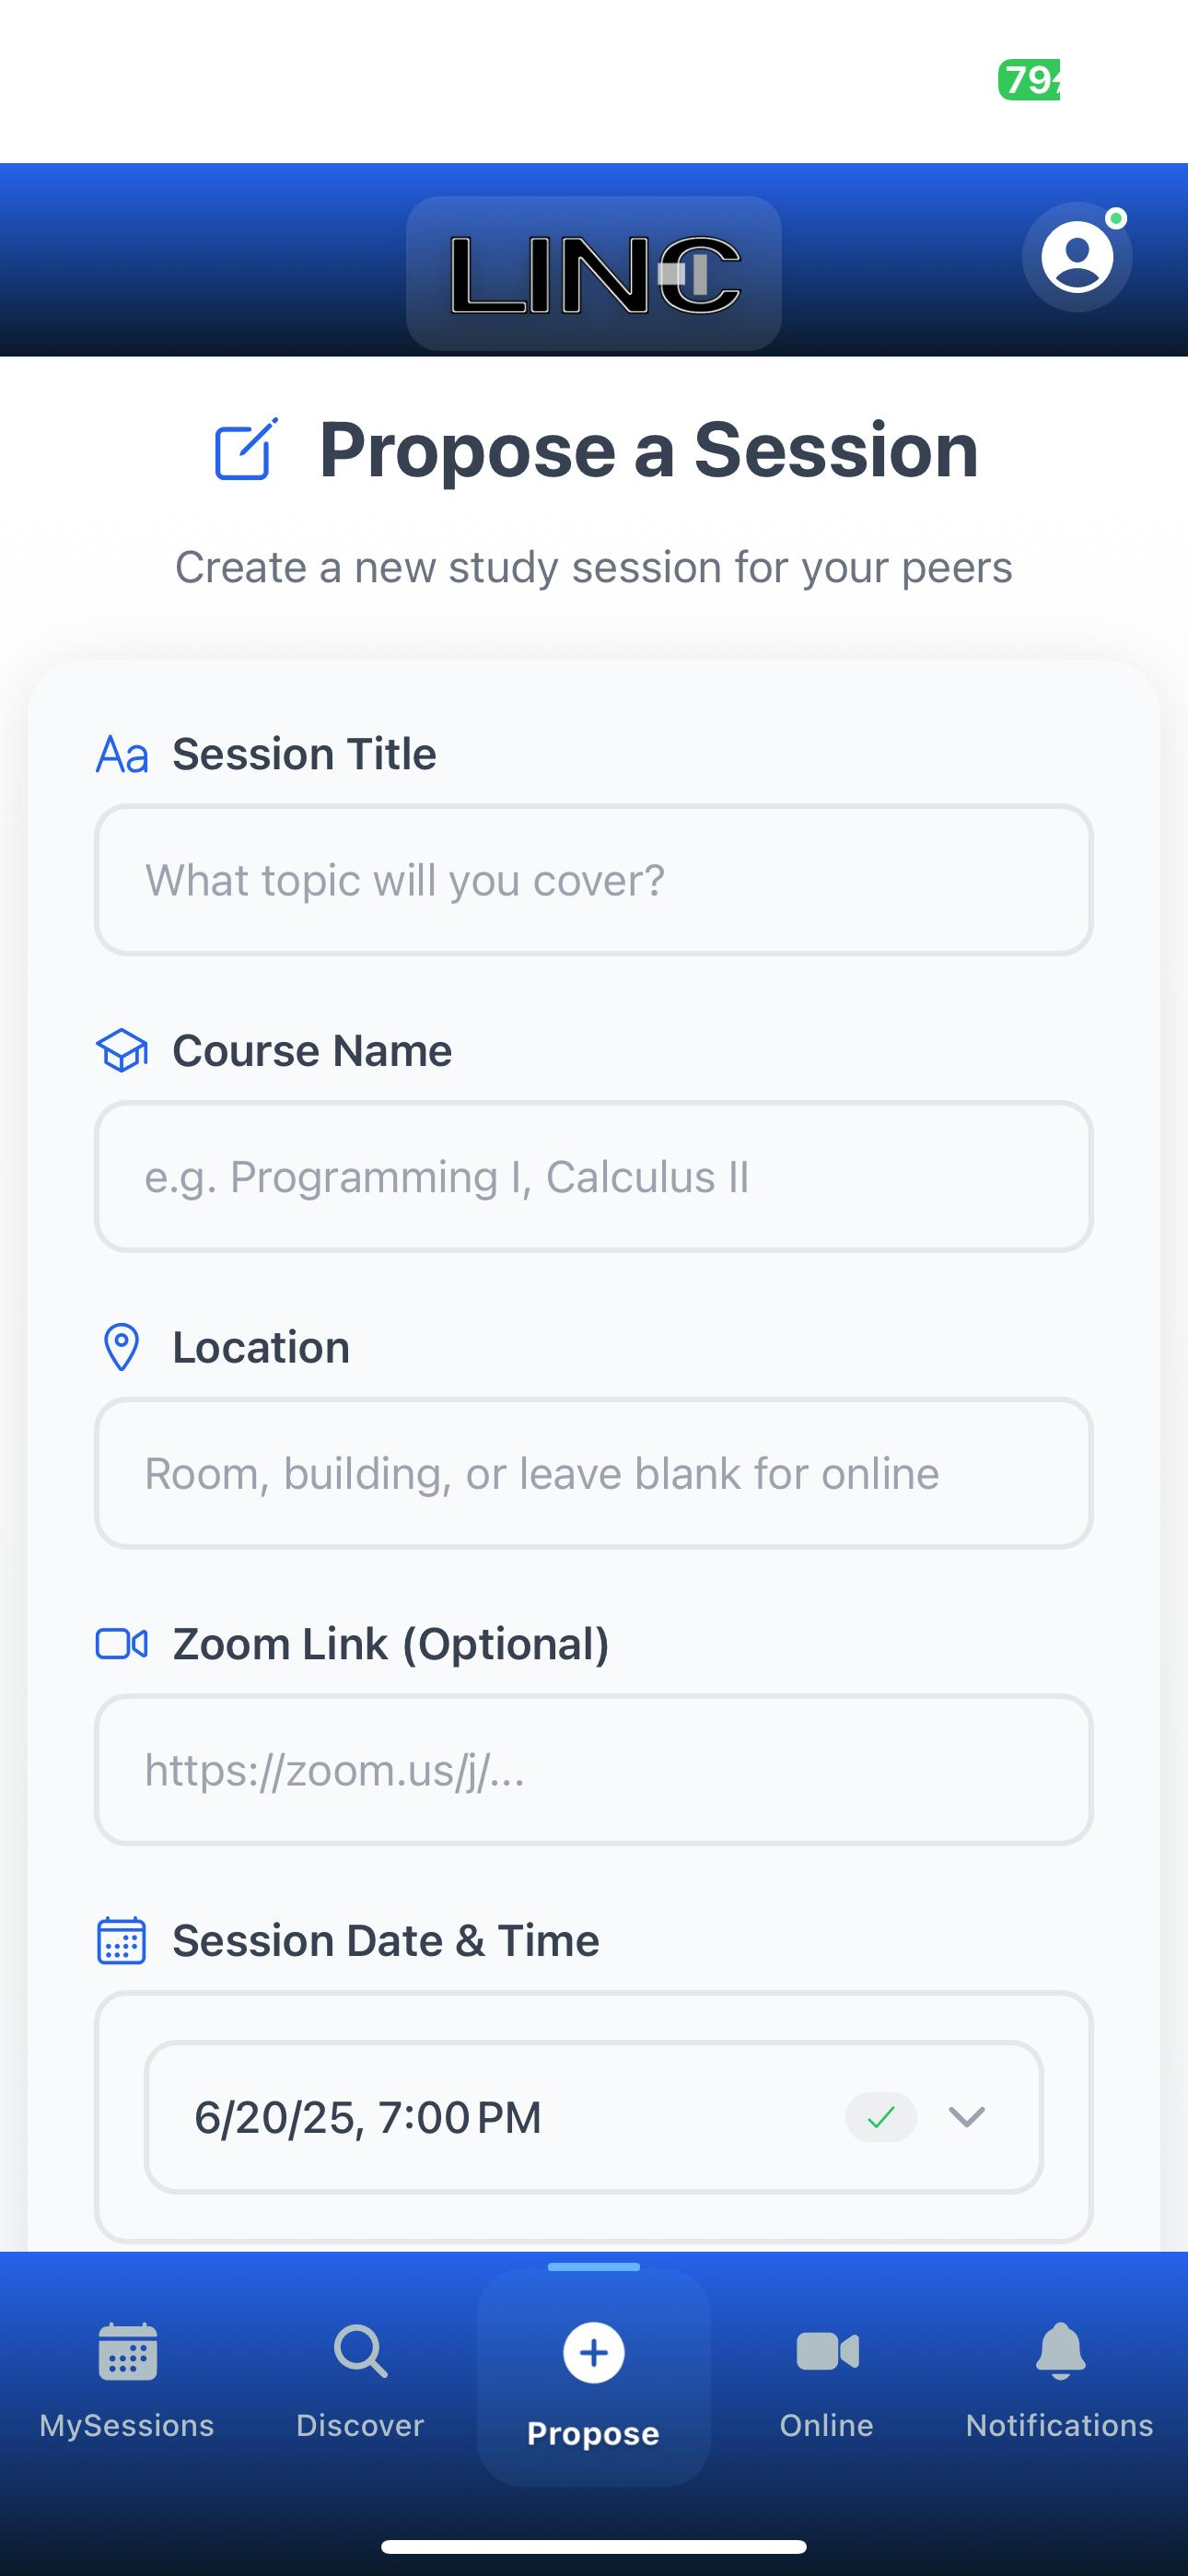 79
LINC
Propose a Session
Create a new study session for your peers
Session Title
What topic will you cover?
Course Name
e.g. Programming I, Calculus II
Location
Room, building, or leave blank for online
Zoom Link (Optional)
https://zoom.us/j/...
Session Date & Time
6/20/25, 7:00 PM
MySessions
Discover
Propose
Online
Notifications